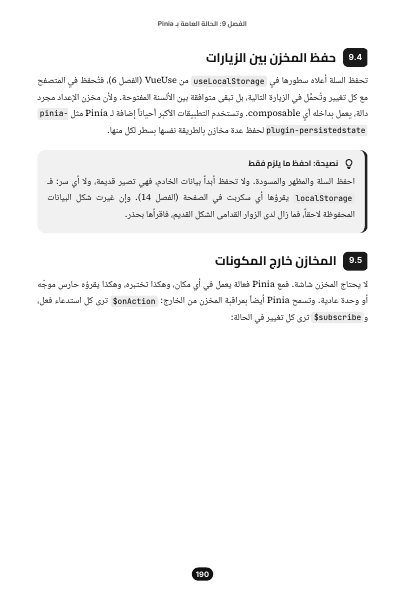 الفصل 9: الحالة العامة بـ Pinia
9.4 حفظ المخزن بين الزيارات
تحفظ السلة أعلاه سطورها في useLocalStorage من VueUse (الفصل 6)، فتُحفظ في المتصفح
مع كل تغيير وتُحمَّل في الزيارة التالية، بل تبقى متوافقة بين الألسنة المفتوحة. ولأن مخزن الإعداد مجرد
دالة، يعمل بداخله أي composable. وتستخدم التطبيقات الأكبر أحياناً إضافة لـ Pinia مثل pinia-
plugin-persistedstate لحفظ عدة مخازن بالطريقة نفسها بسطر لكل منها.
نصيحة: احفظ ما يلزم فقط
احفظ السلة والمظهر والمسودة. ولا تحفظ أبداً بيانات الخادم، فهي تصير قديمة، ولا أي سر: فـ
localStorage يقرؤها أي سكربت في الصفحة (الفصل 14). وإن غيرت شكل البيانات
المحفوظة لاحقاً، فما زال لدى الزوار القدامى الشكل القديم، فاقرأها بحذر.
9.5 المخازن خارج المكونات
لا يحتاج المخزن شاشة. فمع Pinia فعالة يعمل في أي مكان، وهكذا تختبره، وهكذا يقرؤه حارس موجّه
أو وحدة عادية. وتسمح Pinia أيضاً بمراقبة المخزن من الخارج: $onAction ترى كل استدعاء فعل،
و $subscribe ترى كل تغيير في الحالة:
190